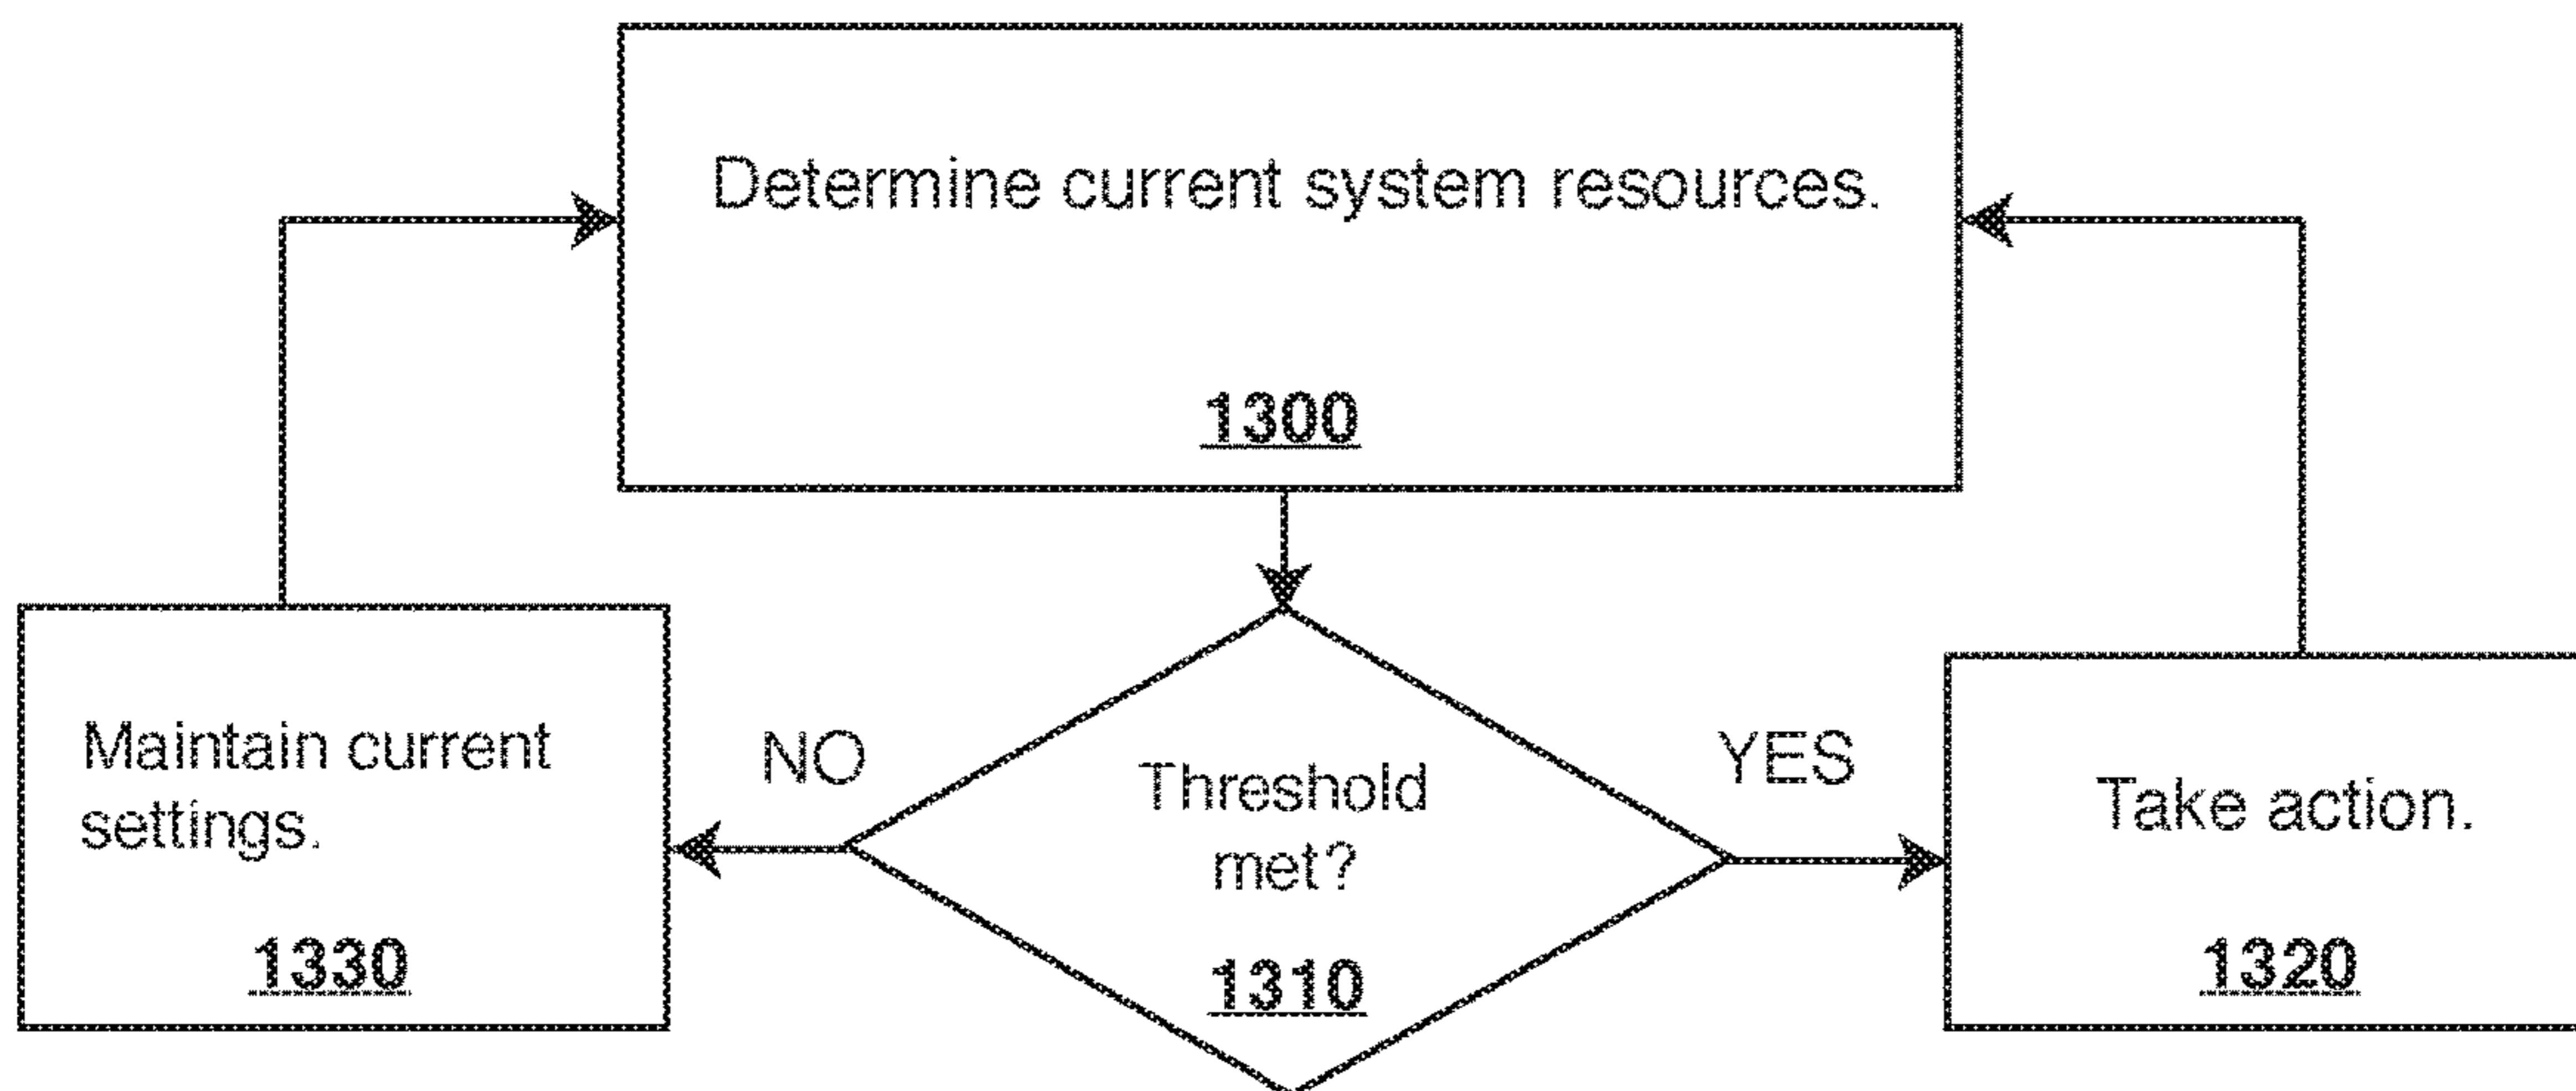 Determine current system resources.
1300
Maintain current
settings.
1330
NO
Threshold
met?
1310
YES
Take action.
1320